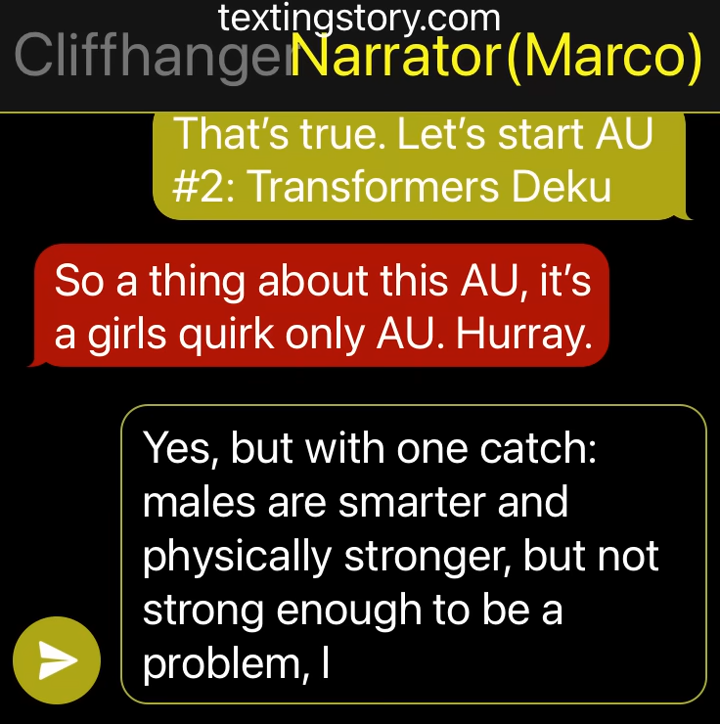 textingstory.com
Cliffhanger Narrator(Marco)
That's true. Let's start AU
#2: Transformers Deku
So a thing about this AU, it's
a girls quirk only AU. Hurray.
Yes, but with one catch:
males are smarter and
physically stronger, but not
strong enough to be a
problem, I